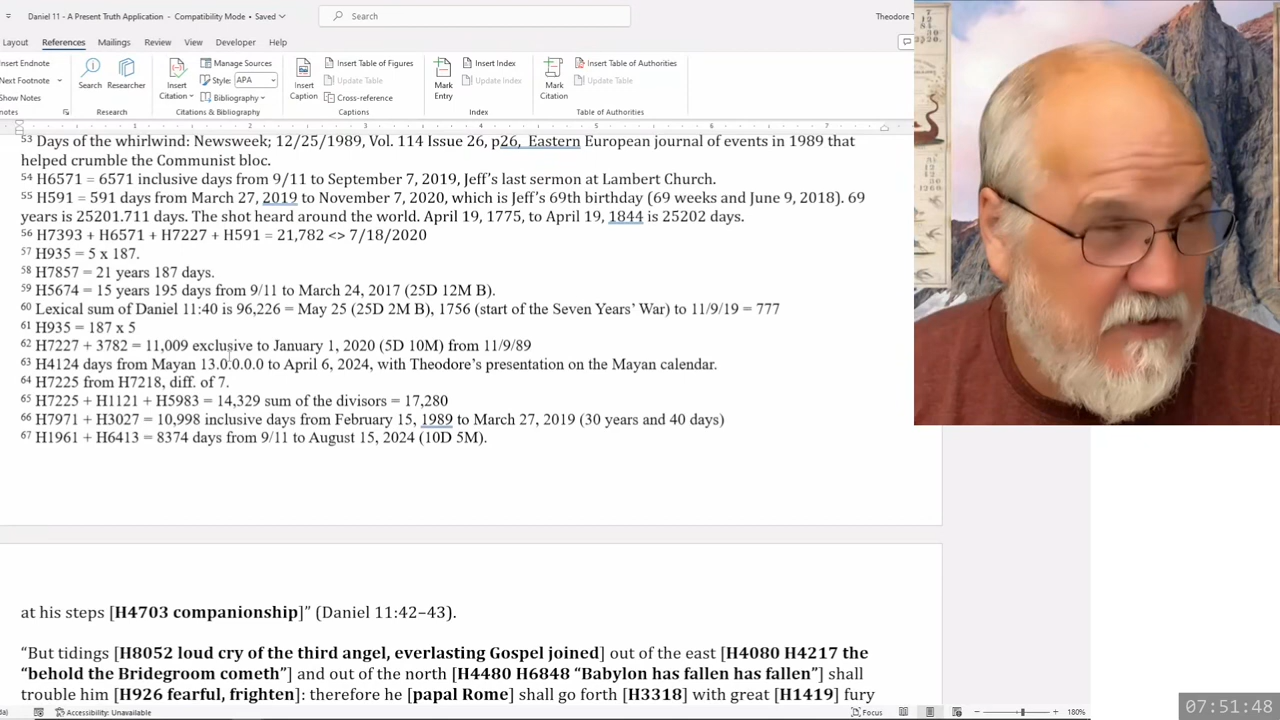 Daniel 11 - A Present Truth Application - Compatibility Mode • Saved
Search
Theodore T
Layout References Mailings Review View Developer Help
Insert Endnote
Next Footnote
Show Notes
Search
Researcher
Research
Insert Citation
Manage Sources
Style: APA
Bibliography
Citations & Bibliography
Insert Caption
Insert Table of Figures
Update Table
Cross-reference
Captions
Mark Entry
Insert Index
Update Index
Index
Mark Citation
Insert Table of Authorities
Update Table
Table of Authorities
53 Days of the whirlwind: Newsweek; 12/25/1989, Vol. 114 Issue 26, p26, Eastern European journal of events in 1989 that
helped crumble the Communist bloc.
54 H6571 = 6571 inclusive days from 9/11 to September 7, 2019, Jeff's last sermon at Lambert Church.
55 H591 = 591 days from March 27, 2019 to November 7, 2020, which is Jeff's 69th birthday (69 weeks and June 9, 2018). 69
years is 25201.711 days. The shot heard around the world. April 19, 1775, to April 19, 1844 is 25202 days.
56 H7393 + H6571 + H7227 + H591 = 21,782 <> 7/18/2020
57 H935 = 5 x 187.
58 H7857 = 21 years 187 days.
59 H5674 = 15 years 195 days from 9/11 to March 24, 2017 (25D 12M B).
60 Lexical sum of Daniel 11:40 is 96,226 = May 25 (25D 2M B), 1756 (start of the Seven Years' War) to 11/9/19 = 777
61 H935 = 187 x 5
62 H7227 + 3782 = 11,009 exclusive to January 1, 2020 (5D 10M) from 11/9/89
63 H4124 days from Mayan 13.0.0.0.0 to April 6, 2024, with Theodore's presentation on the Mayan calendar.
64 H7225 from H7218, diff. of 7.
65 H7225 + H1121 + H5983 = 14,329 sum of the divisors = 17,280
66 H7971 + H3027 = 10,998 inclusive days from February 15, 1989 to March 27, 2019 (30 years and 40 days)
67 H1961 + H6413 = 8374 days from 9/11 to August 15, 2024 (10D 5M).
at his steps [H4703 companionship]" (Daniel 11:42–43).
"But tidings [H8052 loud cry of the third angel, everlasting Gospel joined] out of the east [H4080 H4217 the
"behold the Bridegroom cometh"] and out of the north [H4480 H6848 "Babylon has fallen has fallen"] shall
trouble him [H926 fearful, frighten]: therefore he [papal Rome] shall go forth [H3318] with great [H1419] fury
Accessibility: Unavailable
Focus
180%
07:51:48